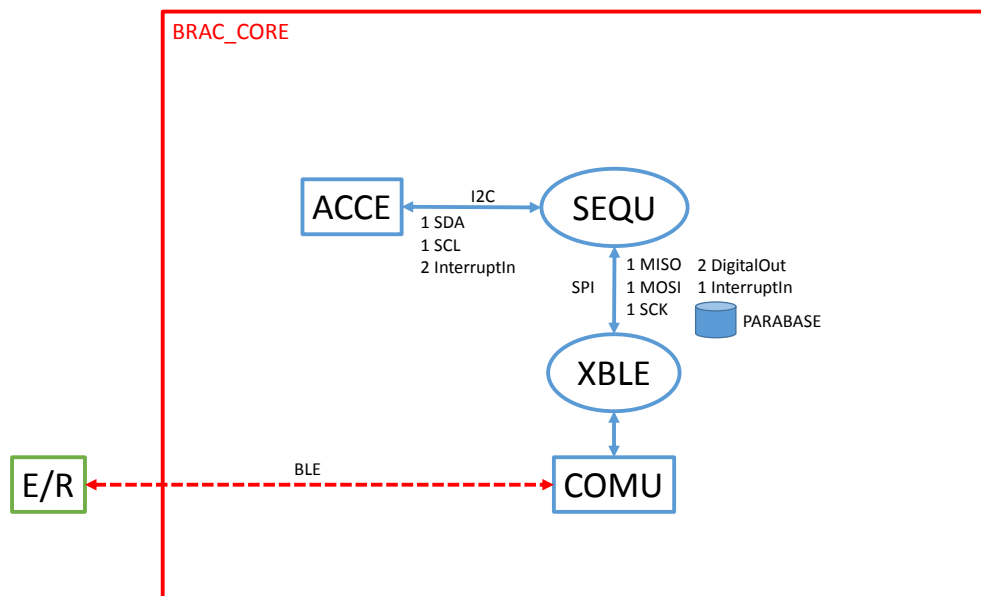 BRAC_CORE
ACCE
I2C
SEQU
1 SDA
1 SCL
2 InterruptIn
SPI
1 MISO
1 MOSI
1 SCK
2 DigitalOut
1 InterruptIn
PARABASE
XBLE
E/R
BLE
COMU